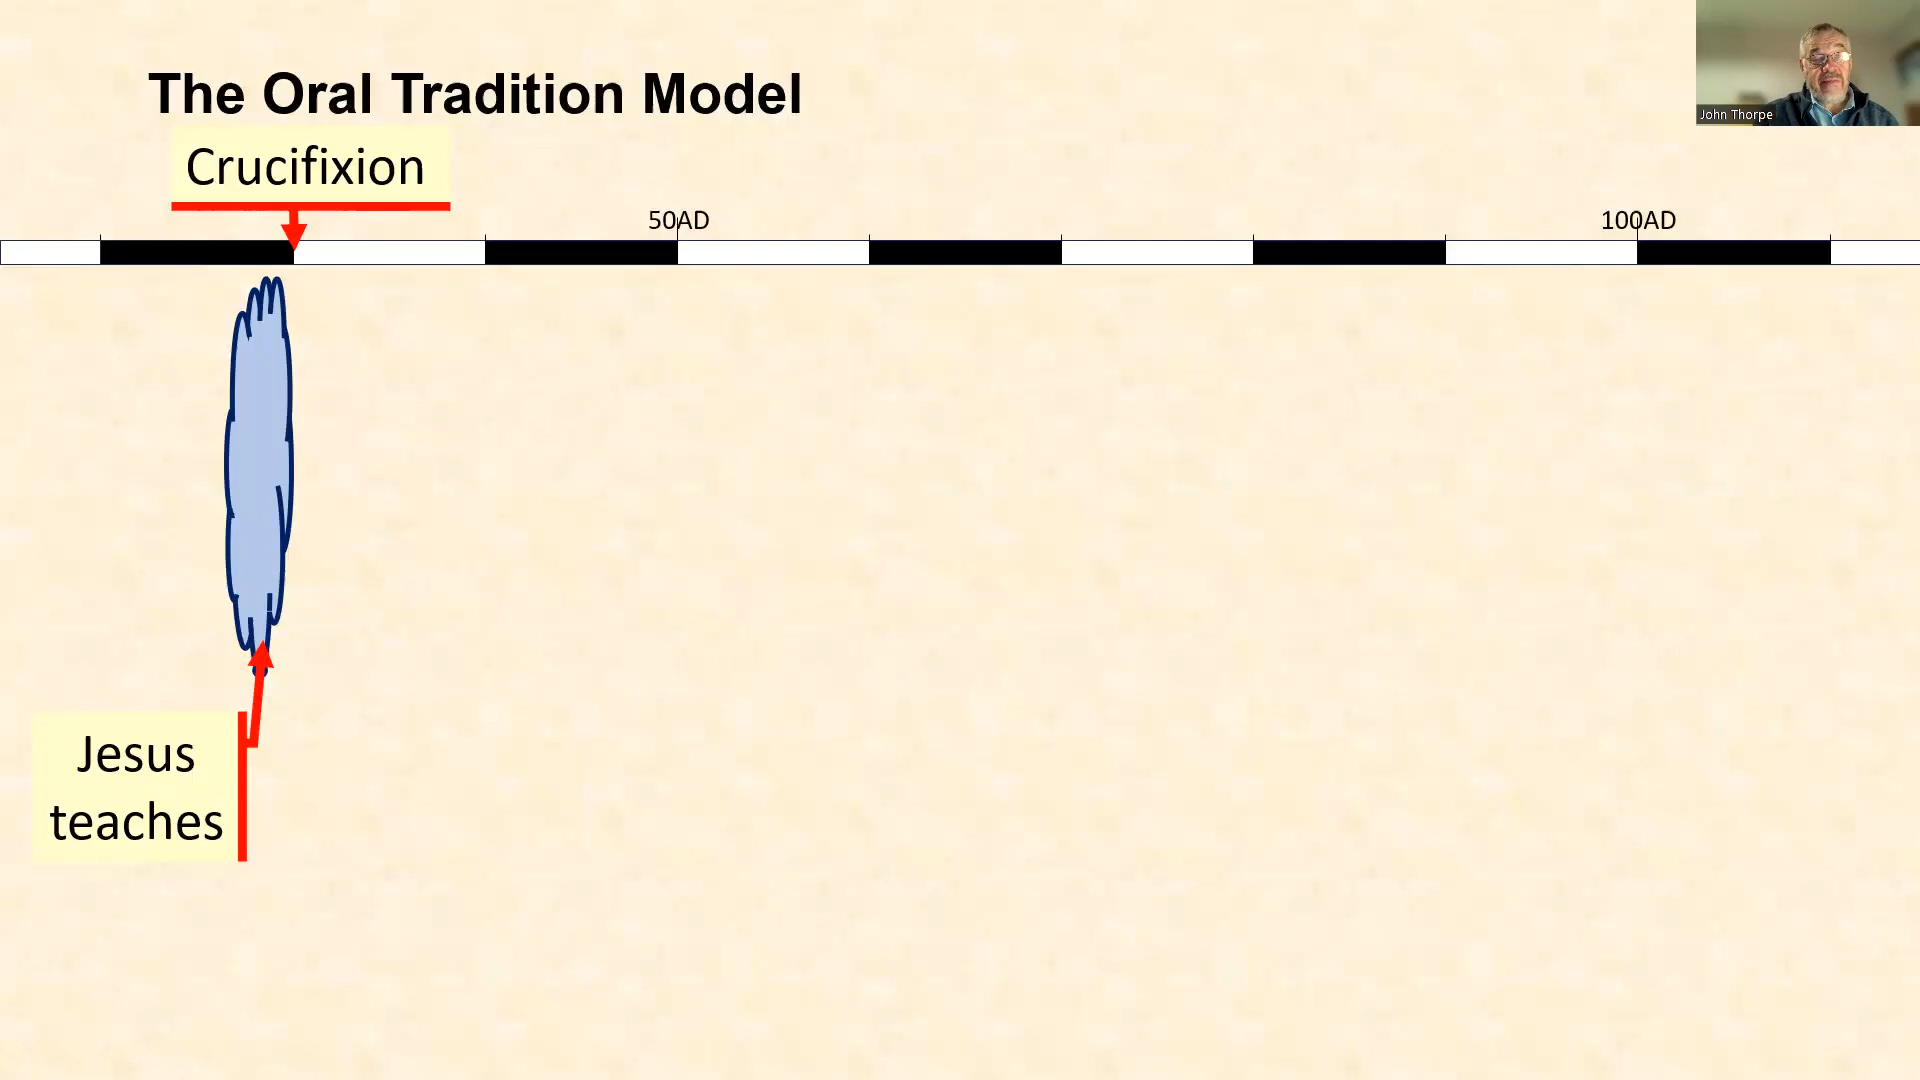 The Oral Tradition Model
John Thorpe
Crucifixion
50AD
100AD
Jesus
teaches